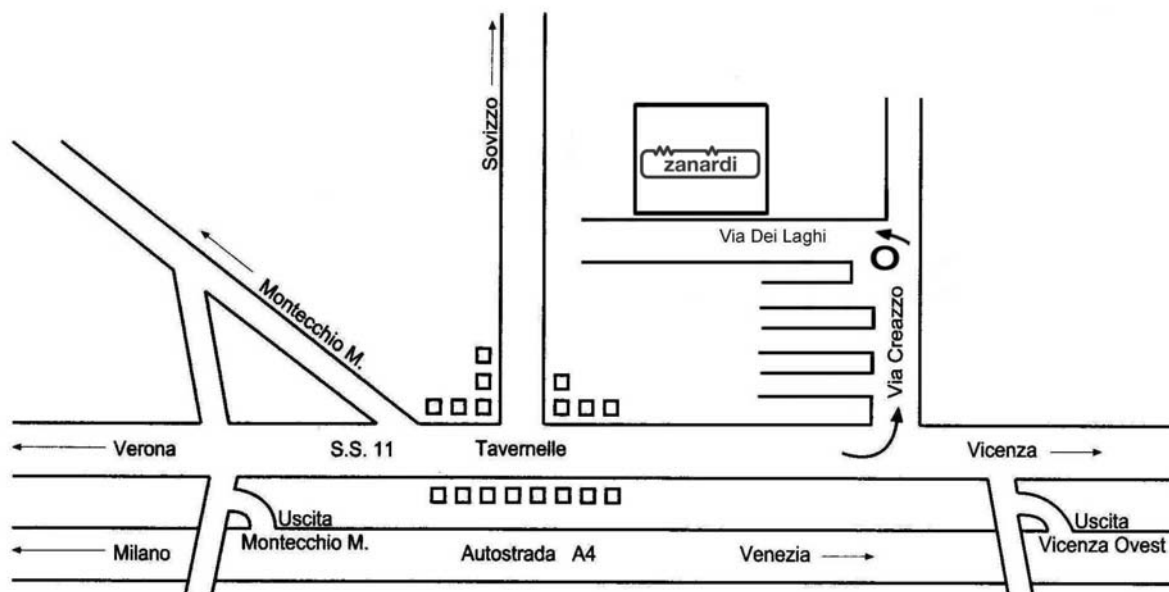 Sovizzo
zanardi
Via Dei Laghi
Montecchio M.
Via Creazzo
Verona
S.S. 11
Tavernelle
Vicenza
Uscita
Montecchio M.
Uscita
Vicenza Ovest
Milano
Autostrada A4
Venezia